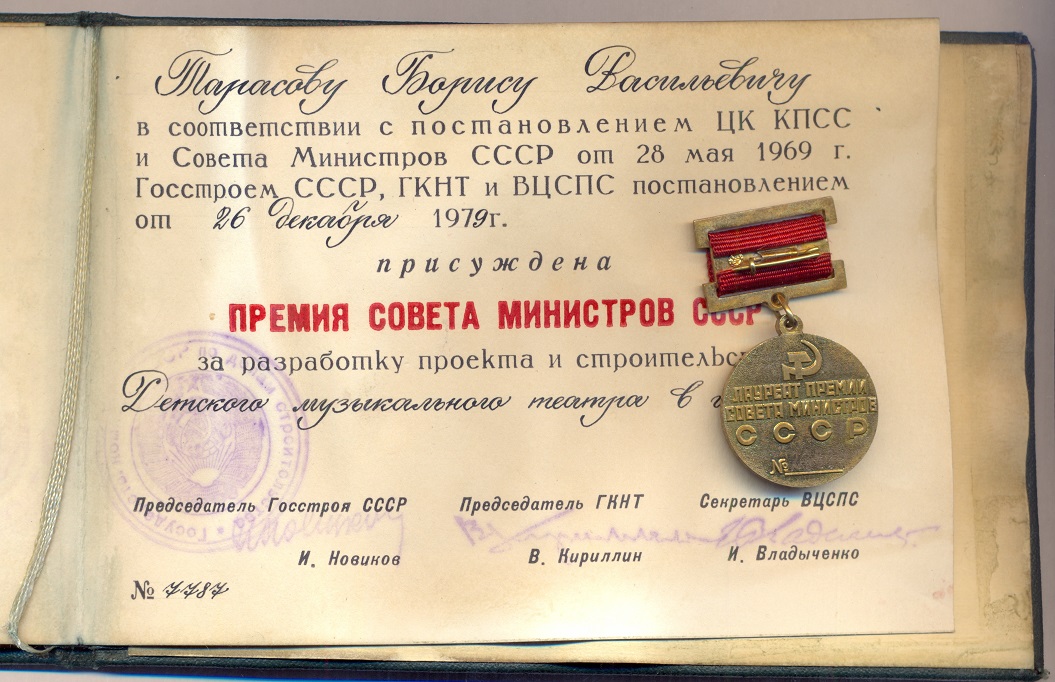 Тарасову Борису Васильевичу
в соответствии с постановлением ЦК КПСС
и Совета Министров СССР от 28 мая 1969 г.
Госстроем СССР, ГКНТ и ВЦСПС постановлением
от 26 декабря 1979г.
присуждена
ПРЕМИЯ СОВЕТА МИНИСТРОВ СССР
за разработку проекта и строительс
Детского музыкального театра в г
ЛАУРЕАТ ПРЕМИИ
СОВЕТА МИНИСТРОВ
СССР
№
Председатель Госстроя СССР Председатель ГКНТ Секретарь ВЦСПС
И. Новиков В. Кириллин И. Владыченко
№ 7787